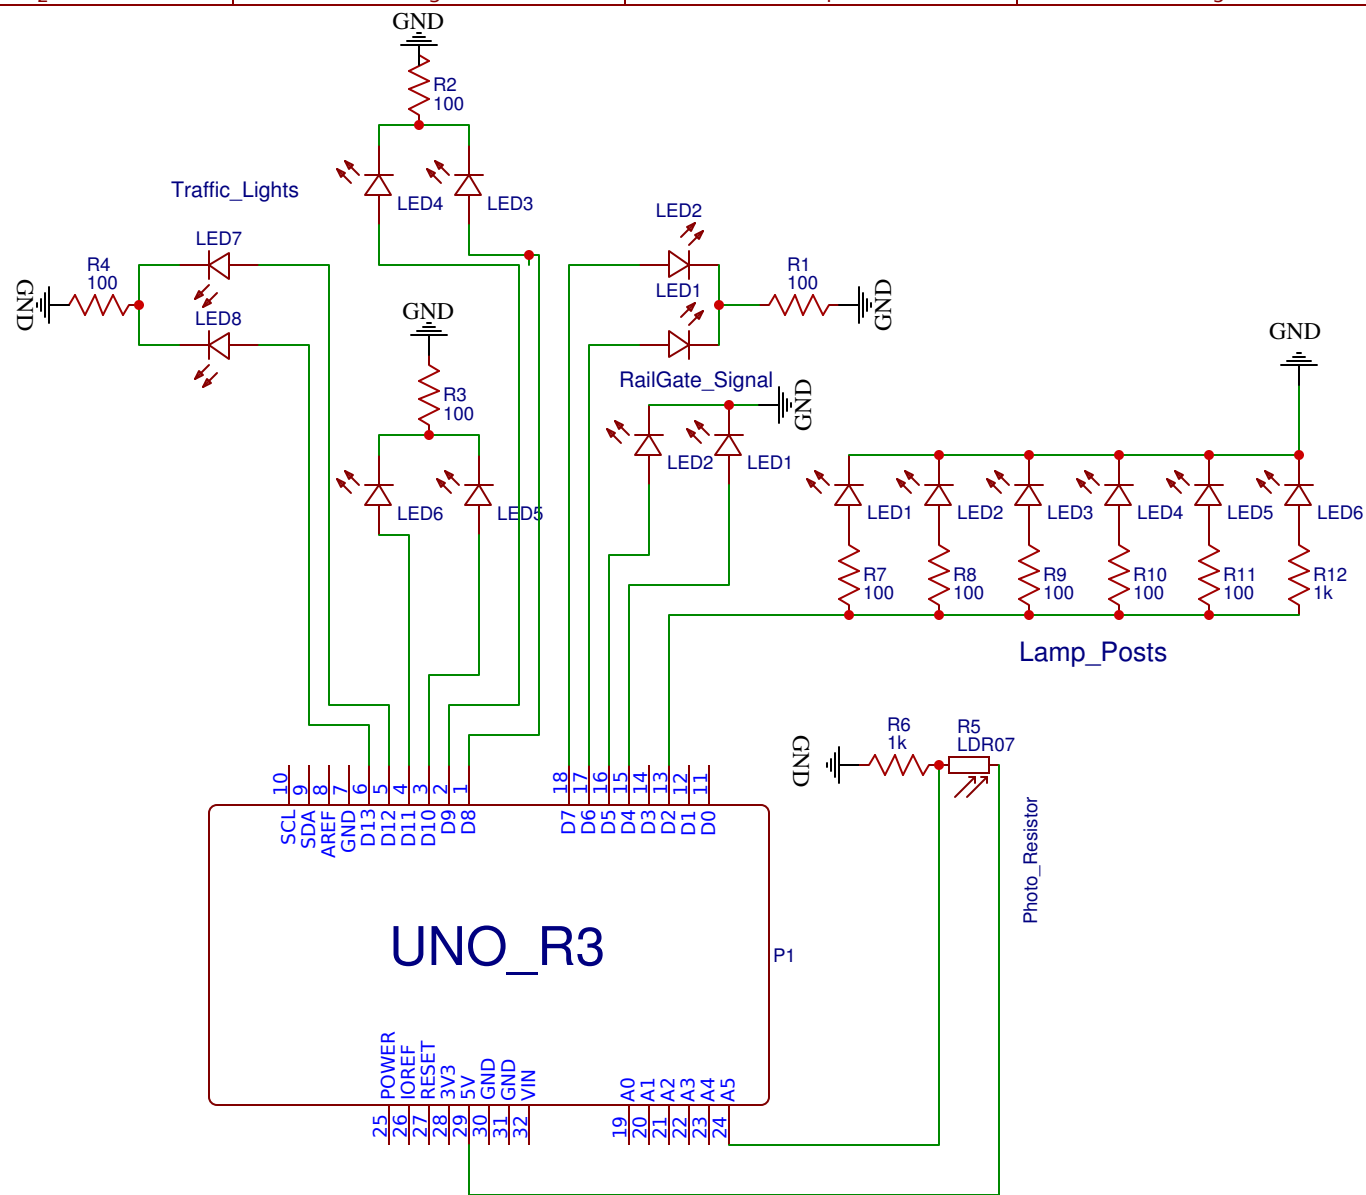 GND
R2
100
Traffic_Lights
LED4
LED3
LED7
LED2
R4
100
GND
LED8
GND
R3
100
LED1
R1
100
GND
RailGate_Signal
GND
LED2
LED1
GND
LED6
LED5
LED1
LED2
LED3
LED4
LED5
LED6
R7
100
R8
100
R9
100
R10
100
R11
100
R12
1k
Lamp_Posts
GND
R6
1k
R5
LDR07
Photo_Resistor
10
9
8
7
6
5
4
3
2
1
18
17
16
15
14
13
12
11
SCL
SDA
AREF
GND
D13
D12
D11
D10
D9
D8
D7
D6
D5
D4
D3
D2
D1
D0
UNO_R3
P1
POWER
IOREF
RESET
3V3
5V
GND
GND
VIN
A0
A1
A2
A3
A4
A5
25
26
27
28
29
30
31
32
19
20
21
22
23
24